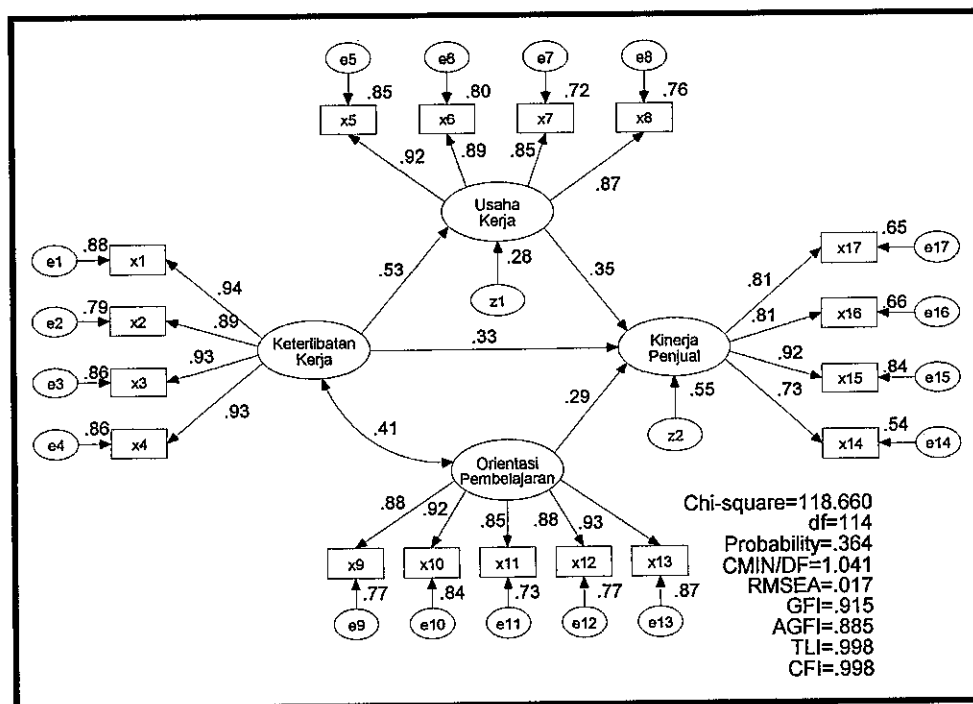 e5 e6 e7 e8
.85 .80 .72 .76
x5 x6 x7 x8
.92 .89 .85 .87
Usaha
Kerja
.28
z1
.53 .35
.88 .65
e1 x1 x17 e17
.94 .81
.79 .66
e2 x2 x16 e16
.89 .81
Keterlibatan
Kerja
.33
Kinerja
Penjual
.86 .84
e3 x3 x15 e15
.93 .92
.86 .54
e4 x4 x14 e14
.93 .73
.55
z2
.29
.41
Orientasi
Pembelajaran
.88 .92 .85 .88 .93
x9 x10 x11 x12 x13
.77 .84 .73 .77 .87
e9 e10 e11 e12 e13
Chi-square=118.660
df=114
Probability=.364
CMIN/DF=1.041
RMSEA=.017
GFI=.915
AGFI=.885
TLI=.998
CFI=.998